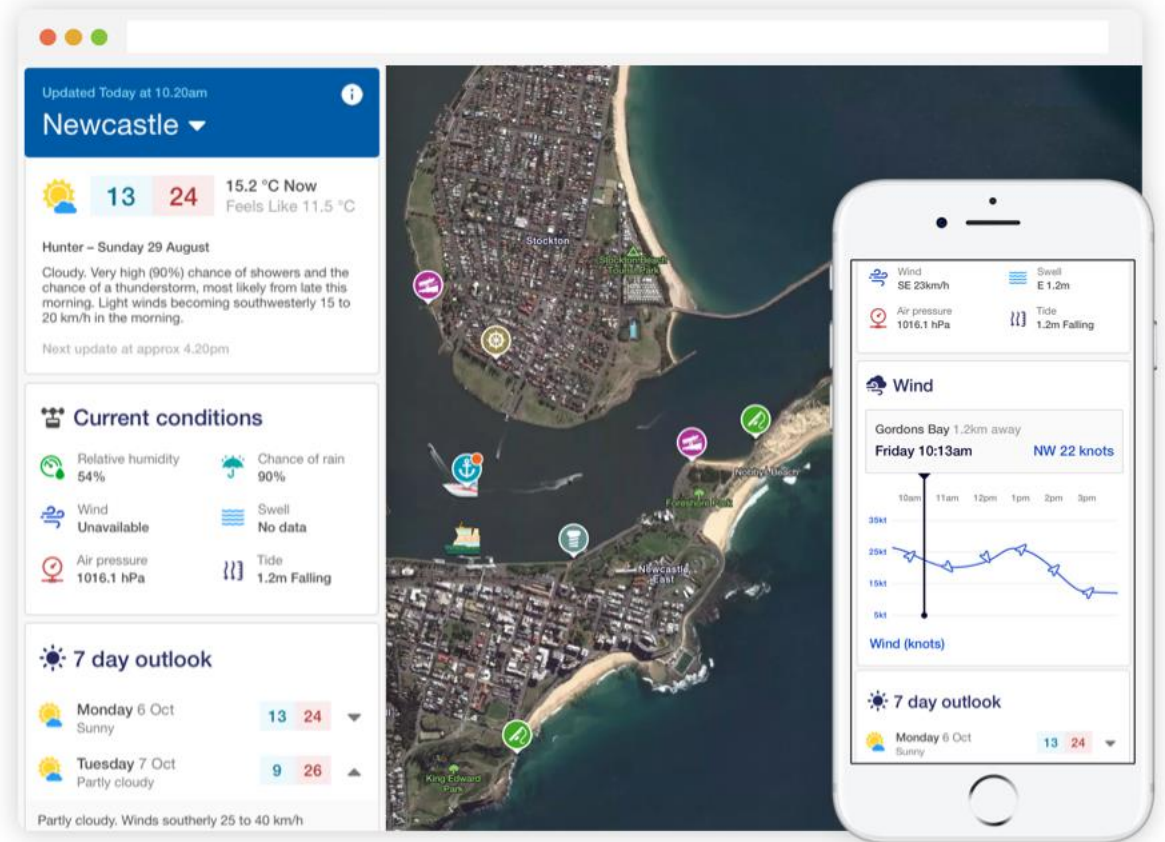 Updated Today at 10.20am
Newcastle
13 24
15.2 °C Now
Feels Like 11.5 °C
Hunter – Sunday 29 August
Cloudy. Very high (90%) chance of showers and the
chance of a thunderstorm, most likely from late this
morning. Light winds becoming southwesterly 15 to
20 km/h in the morning.
Next update at approx 4.20pm
Current conditions
Relative humidity
54%
Chance of rain
90%
Wind
Unavailable
Swell
No data
Air pressure
1016.1 hPa
Tide
1.2m Falling
7 day outlook
Monday 6 Oct
Sunny
13 24
Tuesday 7 Oct
Partly cloudy
9 26
Partly cloudy. Winds southerly 25 to 40 km/h
Stockton
Stockton Beach
Tourist Park
Nobbys Beach
Foreshore Park
Newcastle
East
King Edward
Park
Wind
SE 23km/h
Swell
E 1.2m
Air pressure
1016.1 hPa
Tide
1.2m Falling
Wind
Gordons Bay 1.2km away
Friday 10:13am
NW 22 knots
10am 11am 12pm 1pm 2pm 3pm
35kt
25kt
15kt
5kt
Wind (knots)
7 day outlook
Monday 6 Oct
Sunny
13 24